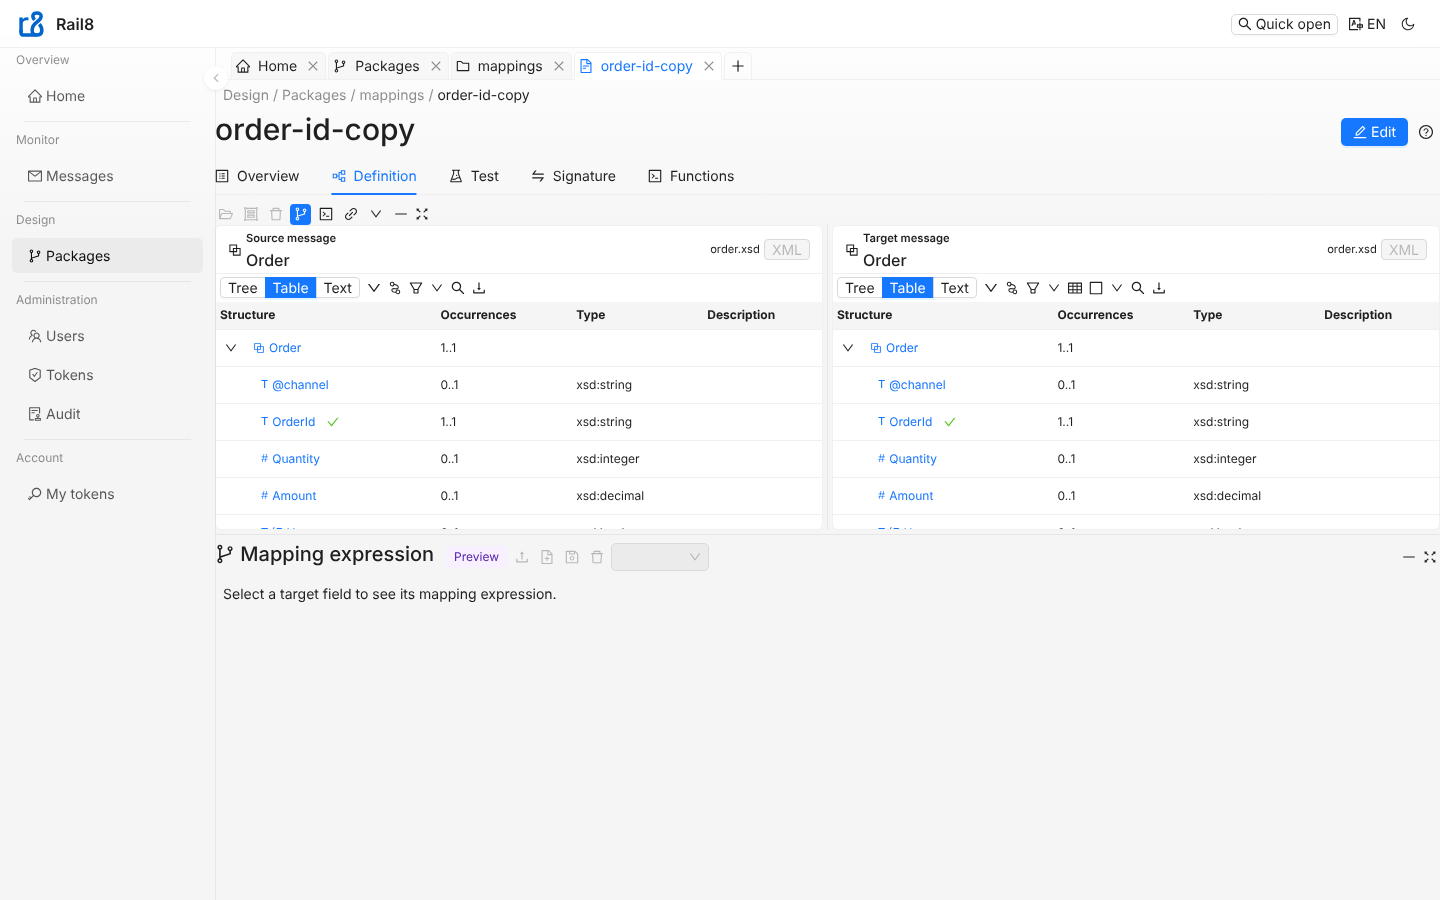 Rail8
Quick open
EN
Overview
Home
Monitor
Messages
Design
Packages
Administration
Users
Tokens
Audit
Account
My tokens
Home
Packages
mappings
order-id-copy
Design / Packages / mappings / order-id-copy
order-id-copy
Edit
Overview
Definition
Test
Signature
Functions
Source message
Order
order.xsd
XML
Tree
Table
Text
Structure Occurrences Type Description
Order 1..1
T @channel 0..1 xsd:string
T OrderId 1..1 xsd:string
# Quantity 0..1 xsd:integer
# Amount 0..1 xsd:decimal
Target message
Order
order.xsd
XML
Tree
Table
Text
Structure Occurrences Type Description
Order 1..1
T @channel 0..1 xsd:string
T OrderId 1..1 xsd:string
# Quantity 0..1 xsd:integer
# Amount 0..1 xsd:decimal
Mapping expression
Preview
Select a target field to see its mapping expression.